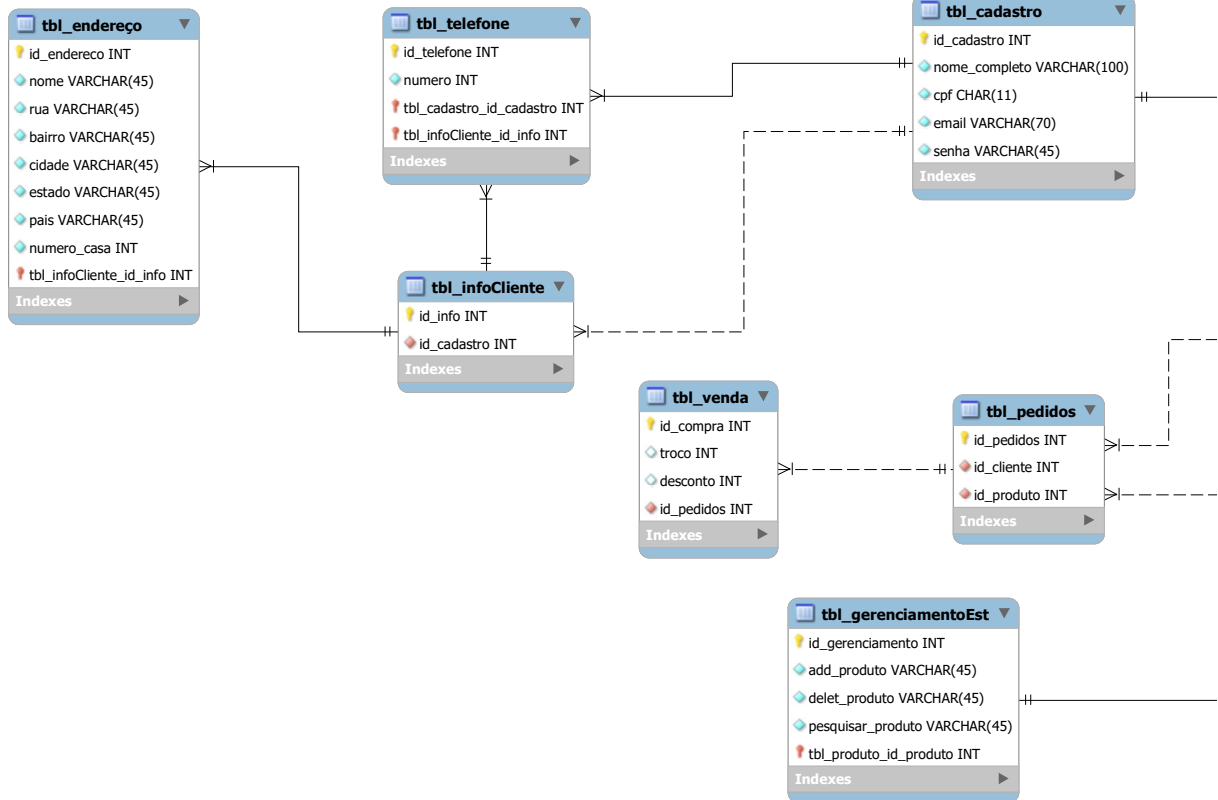 tbl_endereço
id_endereco INT
nome VARCHAR(45)
rua VARCHAR(45)
bairro VARCHAR(45)
cidade VARCHAR(45)
estado VARCHAR(45)
pais VARCHAR(45)
numero_casa INT
tbl_infoCliente_id_info INT
Indexes
tbl_telefone
id_telefone INT
numero INT
tbl_cadastro_id_cadastro INT
tbl_infoCliente_id_info INT
Indexes
tbl_cadastro
id_cadastro INT
nome_completo VARCHAR(100)
cpf CHAR(11)
email VARCHAR(70)
senha VARCHAR(45)
Indexes
tbl_infoCliente
id_info INT
id_cadastro INT
Indexes
tbl_venda
id_compra INT
troco INT
desconto INT
id_pedidos INT
Indexes
tbl_pedidos
id_pedidos INT
id_cliente INT
id_produto INT
Indexes
tbl_gerenciamentoEst
id_gerenciamento INT
add_produto VARCHAR(45)
delet_produto VARCHAR(45)
pesquisar_produto VARCHAR(45)
tbl_produto_id_produto INT
Indexes